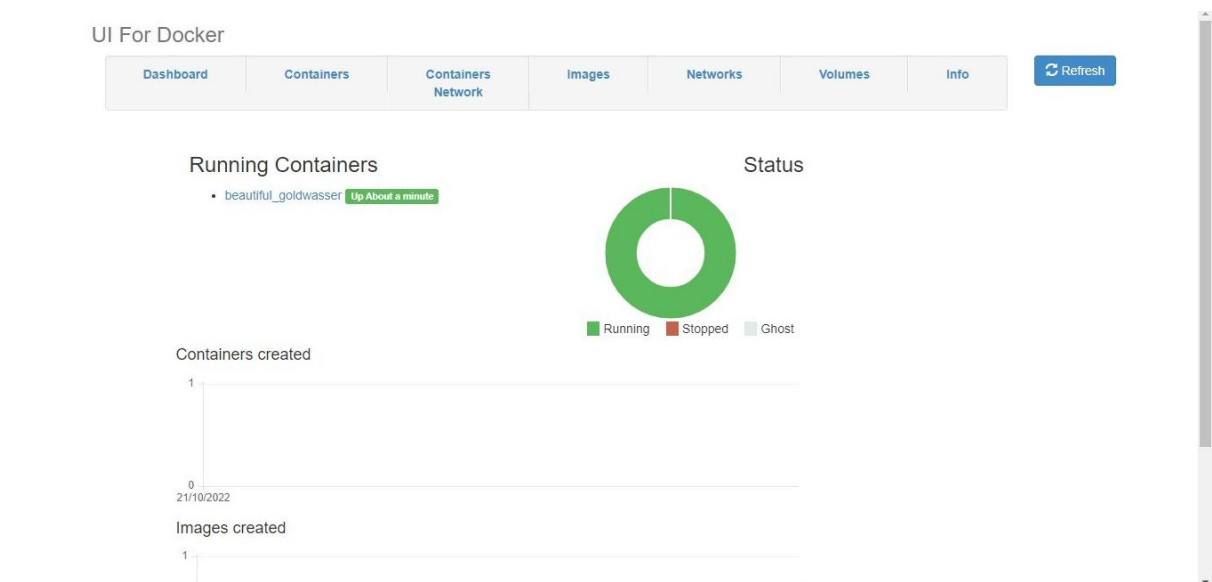 UI For Docker
Dashboard
Containers
Containers
Network
Images
Networks
Volumes
Info
Refresh
Running Containers
beautiful_goldwasser Up About a minute
Status
Running Stopped Ghost
Containers created
1
0
21/10/2022
Images created
1